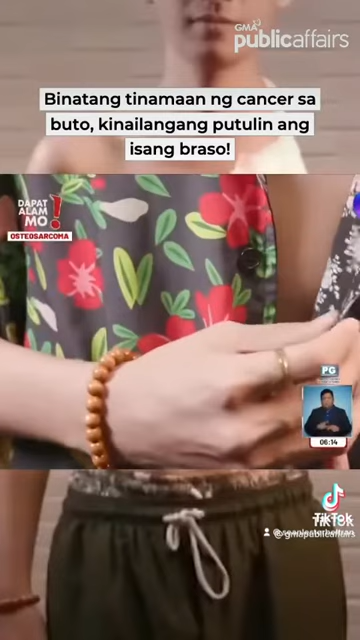 GMA
publicaffairs
Binatang tinamaan ng cancer sa
buto, kinailangang putulin ang
isang braso!
DAPAT
ALAM
MO!
OSTEOSARCOMA
PG
06:14
TikTok
@gmapublicaffairs